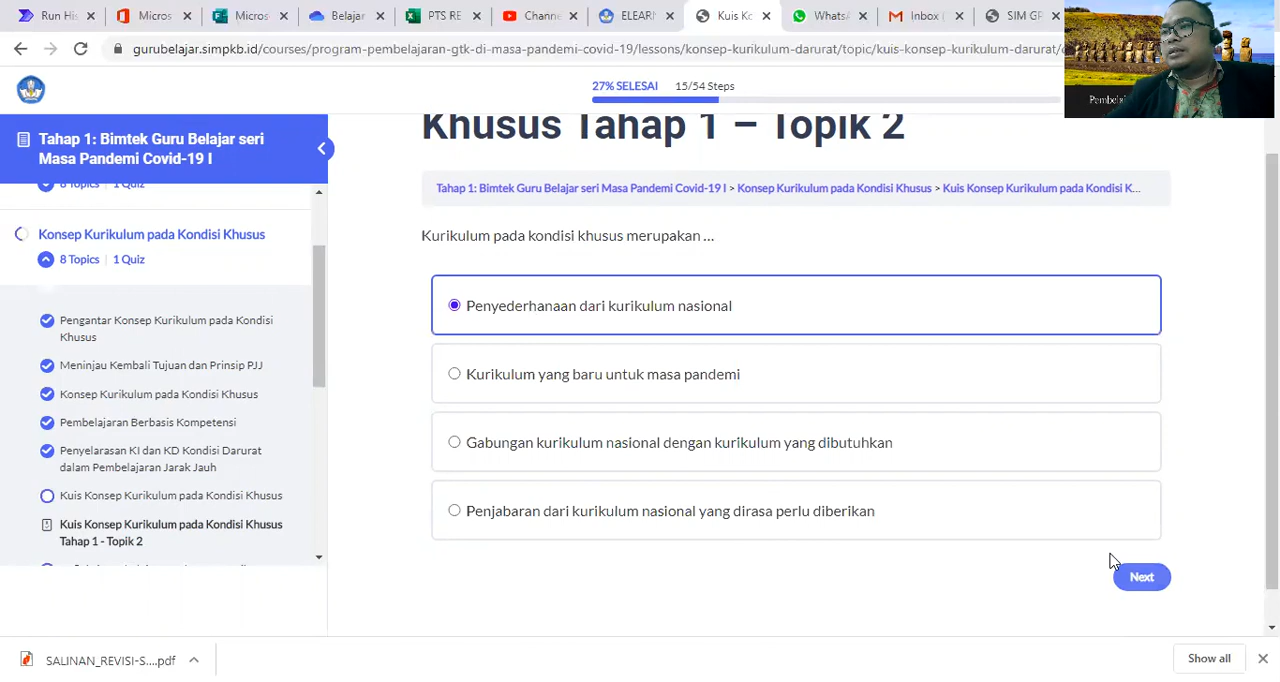 Run His
Micros
Micros
Belajar
PTS RE
Channe
ELEARN
Kuis Ko
WhatsA
Inbox (
SIM GP
gurubelajar.simpkb.id/courses/program-pembelajaran-gtk-di-masa-pandemi-covid-19/lessons/konsep-kurikulum-darurat/topic/kuis-konsep-kurikulum-darurat/
27% SELESAI 15/54 Steps
Tahap 1: Bimtek Guru Belajar seri
Masa Pandemi Covid-19 I
8 Topics | 1 Quiz
Konsep Kurikulum pada Kondisi Khusus
8 Topics | 1 Quiz
Pengantar Konsep Kurikulum pada Kondisi
Khusus
Meninjau Kembali Tujuan dan Prinsip PJJ
Konsep Kurikulum pada Kondisi Khusus
Pembelajaran Berbasis Kompetensi
Penyelarasan KI dan KD Kondisi Darurat
dalam Pembelajaran Jarak Jauh
Kuis Konsep Kurikulum pada Kondisi Khusus
Kuis Konsep Kurikulum pada Kondisi Khusus
Tahap 1 - Topik 2
Khusus Tahap 1 – Topik 2
Tahap 1: Bimtek Guru Belajar seri Masa Pandemi Covid-19 I > Konsep Kurikulum pada Kondisi Khusus > Kuis Konsep Kurikulum pada Kondisi K...
Kurikulum pada kondisi khusus merupakan ...
Penyederhanaan dari kurikulum nasional
Kurikulum yang baru untuk masa pandemi
Gabungan kurikulum nasional dengan kurikulum yang dibutuhkan
Penjabaran dari kurikulum nasional yang dirasa perlu diberikan
Next
SALINAN_REVISI-S....pdf
Show all